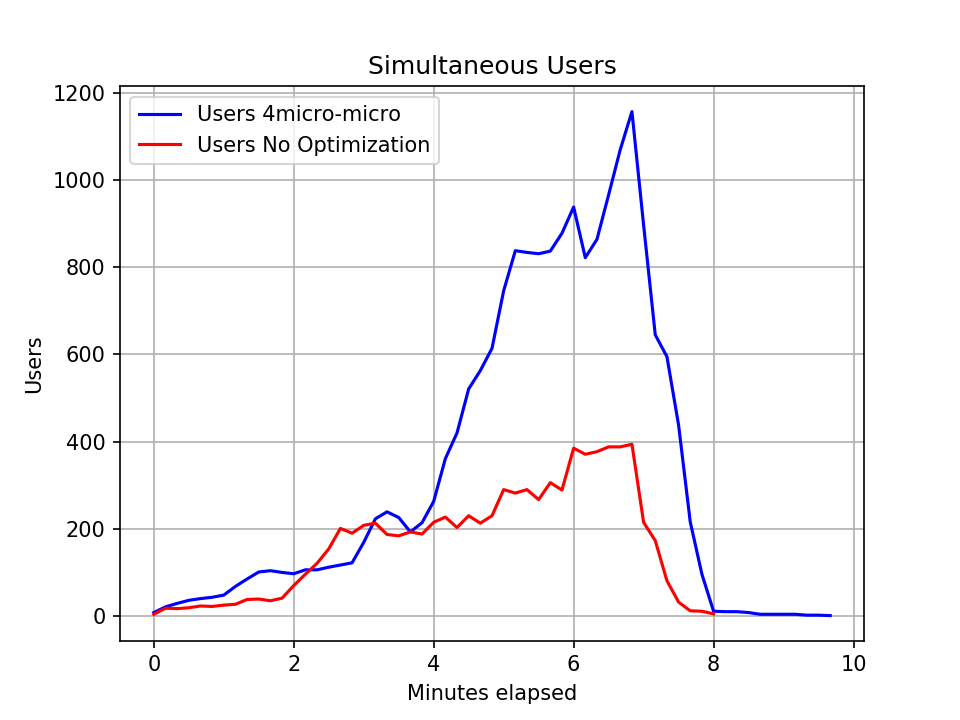 Simultaneous Users
Users 4micro-micro
Users No Optimization
1200
1000
800
600
400
200
0
Users
0 2 4 6 8 10
Minutes elapsed